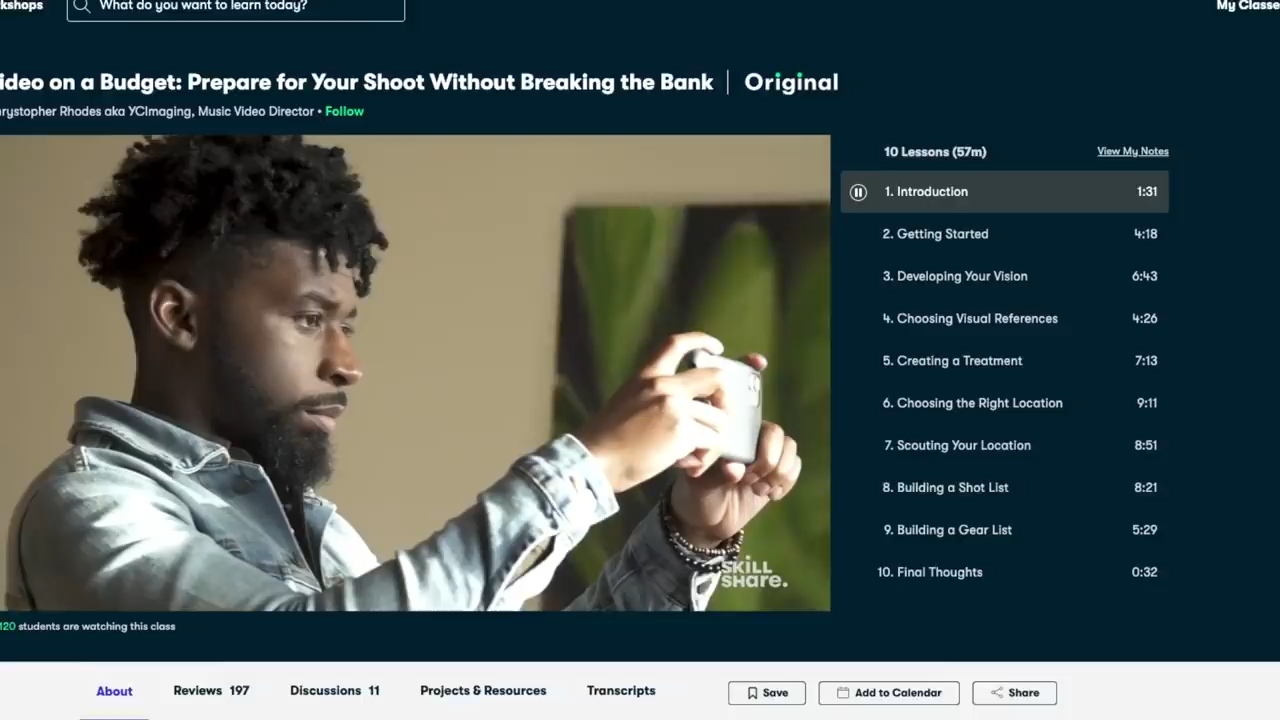 kshops
What do you want to learn today?
My Classe
ideo on a Budget: Prepare for Your Shoot Without Breaking the Bank | Original
rystopher Rhodes aka YCImaging, Music Video Director • Follow
10 Lessons (57m)
View My Notes
1. Introduction 1:31
2. Getting Started 4:18
3. Developing Your Vision 6:43
4. Choosing Visual References 4:26
5. Creating a Treatment 7:13
6. Choosing the Right Location 9:11
7. Scouting Your Location 8:51
8. Building a Shot List 8:21
9. Building a Gear List 5:29
10. Final Thoughts 0:32
SKILL
SHARE.
120 students are watching this class
About
Reviews 197
Discussions 11
Projects & Resources
Transcripts
Save
Add to Calendar
Share